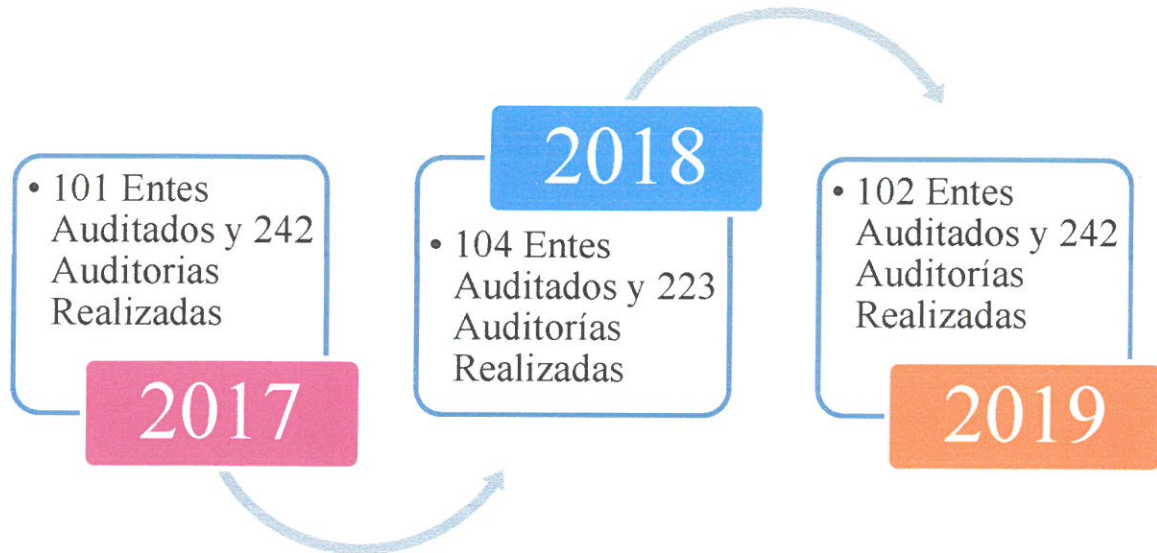 • 101 Entes
Auditados y 242
Auditorias
Realizadas
2017
2018
• 104 Entes
Auditados y 223
Auditorías
Realizadas
• 102 Entes
Auditados y 242
Auditorías
Realizadas
2019